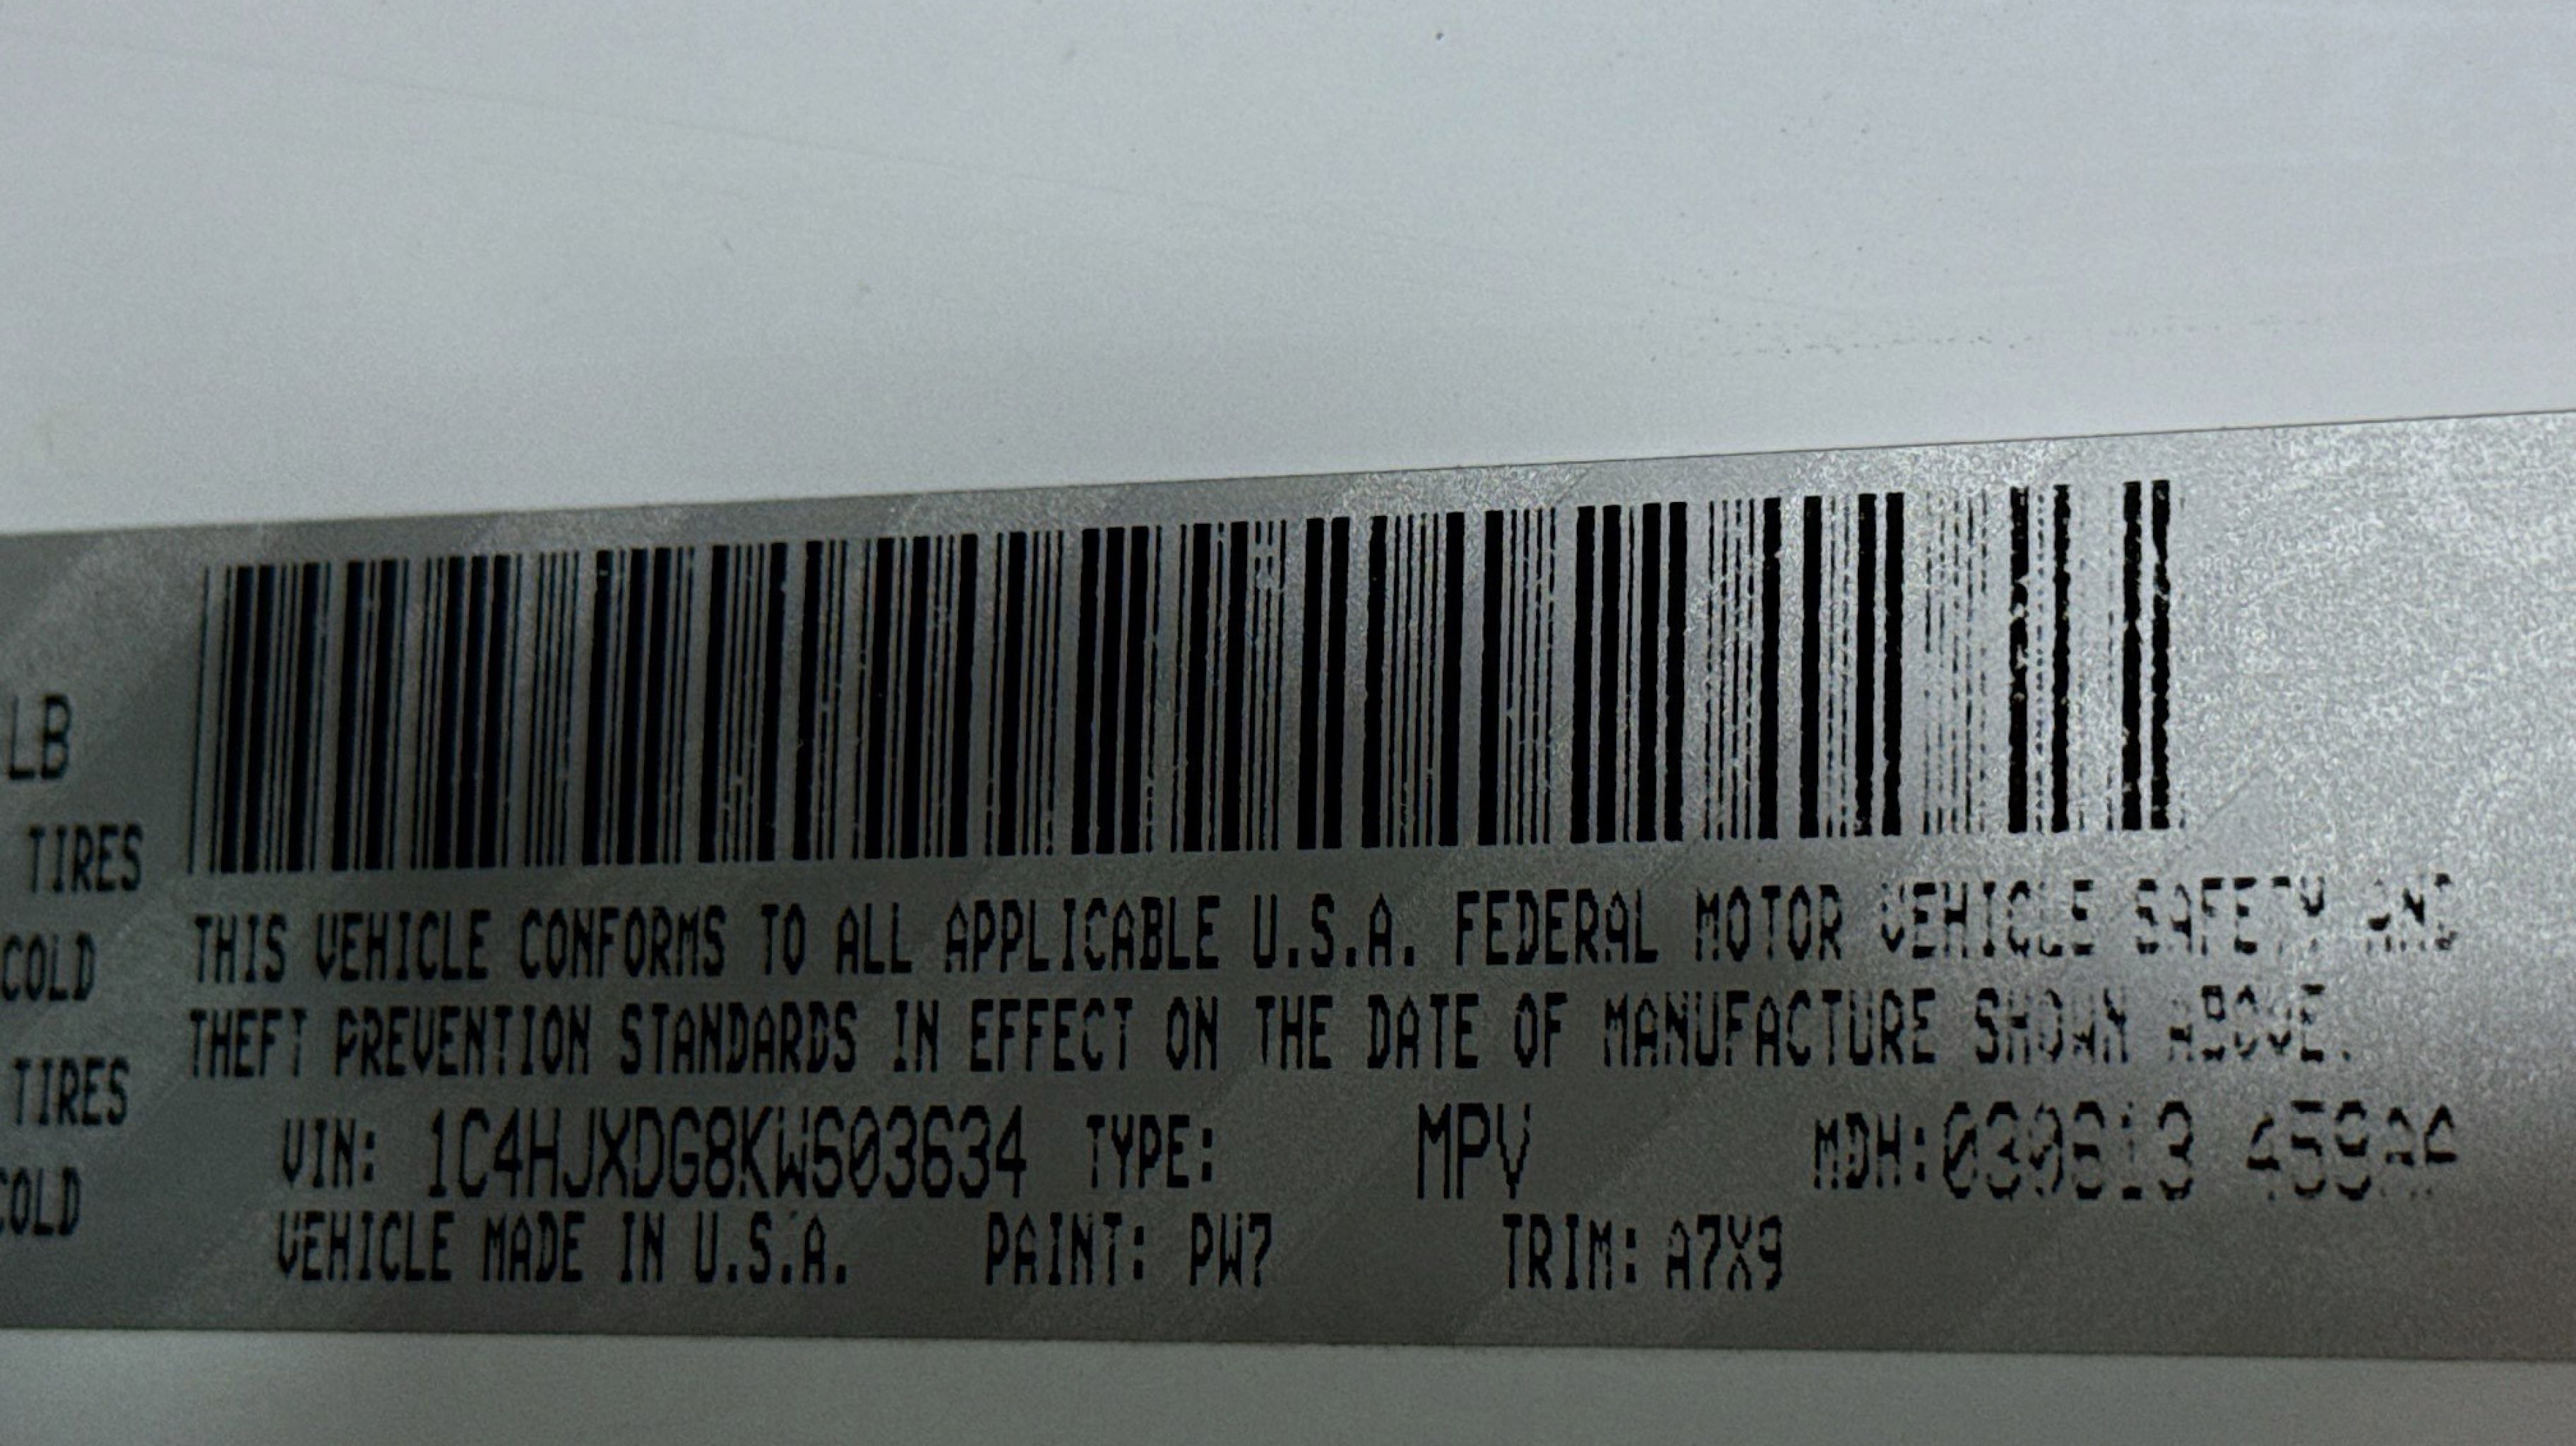 LB
TIRES
COLD
TIRES
COLD
THIS VEHICLE CONFORMS TO ALL APPLICABLE U.S.A. FEDERAL MOTOR VEHICLE SAFETY AND
THEFT PREVENTION STANDARDS IN EFFECT ON THE DATE OF MANUFACTURE SHOWN ABOVE.
VIN: 1C4HJXDG8KW603634 TYPE: MPV MDH:
VEHICLE MADE IN U.S.A. PAINT: PW7 TRIM: A7X9